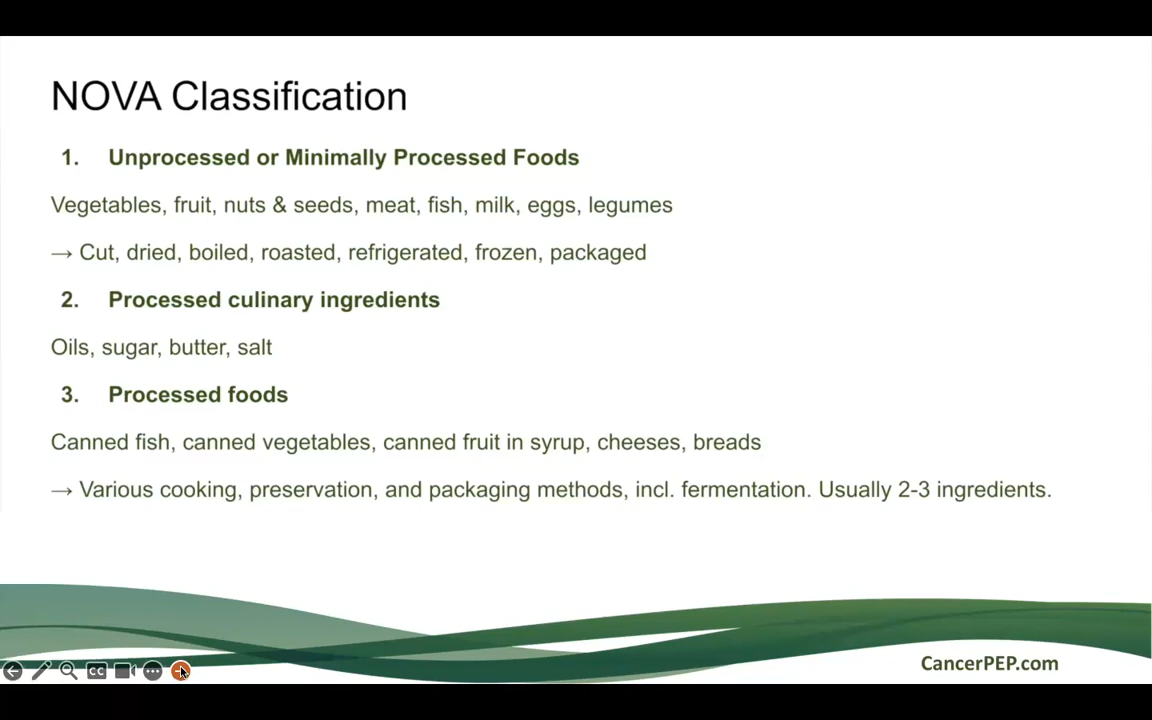 NOVA Classification
1. Unprocessed or Minimally Processed Foods
Vegetables, fruit, nuts & seeds, meat, fish, milk, eggs, legumes
→ Cut, dried, boiled, roasted, refrigerated, frozen, packaged
2. Processed culinary ingredients
Oils, sugar, butter, salt
3. Processed foods
Canned fish, canned vegetables, canned fruit in syrup, cheeses, breads
→ Various cooking, preservation, and packaging methods, incl. fermentation. Usually 2-3 ingredients.
CC
CancerPEP.com